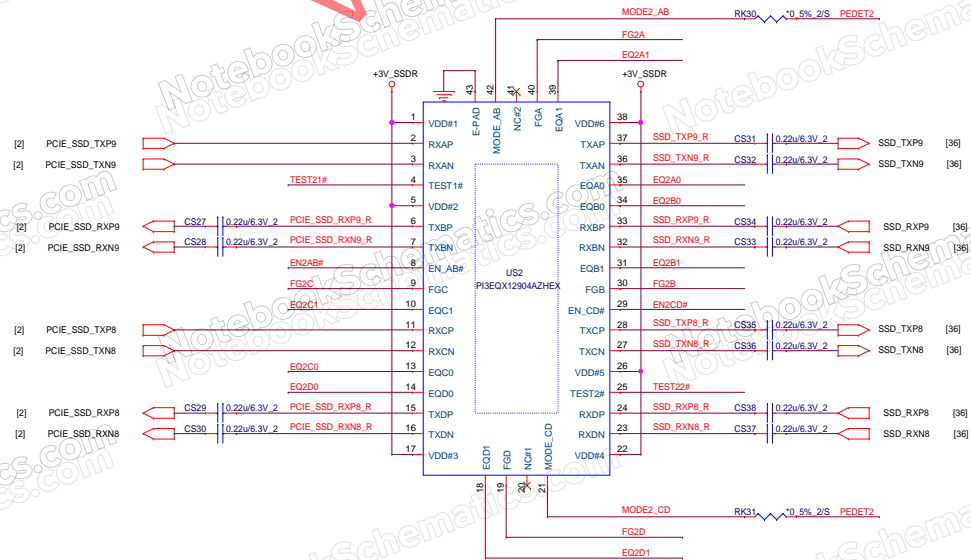 MODE2_AB RK30 *0_5%_2/S PEDET2
FG2A
EQ2A1
+3V_SSDR +3V_SSDR
43 42 41 40 39
E-PAD MODE_AB NC#2 FGA EQA1
1 VDD#1 VDD#6 38
[2] PCIE_SSD_TXP9 2 RXAP TXAP 37 SSD_TXP9_R CS31 0.22u/6.3V_2 SSD_TXP9 [36]
[2] PCIE_SSD_TXN9 3 RXAN TXAN 36 SSD_TXN9_R CS32 0.22u/6.3V_2 SSD_TXN9 [36]
TEST21# 4 TEST1# EQA0 35 EQ2A0
5 VDD#2 EQB0 34 EQ2B0
[2] PCIE_SSD_RXP9 CS27 0.22u/6.3V_2 PCIE_SSD_RXP9_R 6 TXBP RXBP 33 SSD_RXP9_R CS34 0.22u/6.3V_2 SSD_RXP9 [36]
[2] PCIE_SSD_RXN9 CS28 0.22u/6.3V_2 PCIE_SSD_RXN9_R 7 TXBN RXBN 32 SSD_RXN9_R CS33 0.22u/6.3V_2 SSD_RXN9 [36]
EN2AB# 8 EN_AB# EQB1 31 EQ2B1
US2
PI3EQX12904AZHEX
FG2C 9 FGC FGB 30 FG2B
EQ2C1 10 EQC1 EN_CD# 29 EN2CD#
[2] PCIE_SSD_TXP8 11 RXCP TXCP 28 SSD_TXP8_R CS35 0.22u/6.3V_2 SSD_TXP8 [36]
[2] PCIE_SSD_TXN8 12 RXCN TXCN 27 SSD_TXN8_R CS36 0.22u/6.3V_2 SSD_TXN8 [36]
EQ2C0 13 EQC0 VDD#5 26
EQ2D0 14 EQD0 TEST2# 25 TEST22#
[2] PCIE_SSD_RXP8 CS29 0.22u/6.3V_2 PCIE_SSD_RXP8_R 15 TXDP RXDP 24 SSD_RXP8_R CS38 0.22u/6.3V_2 SSD_RXP8 [36]
[2] PCIE_SSD_RXN8 CS30 0.22u/6.3V_2 PCIE_SSD_RXN8_R 16 TXDN RXDN 23 SSD_RXN8_R CS37 0.22u/6.3V_2 SSD_RXN8 [36]
17 VDD#3 VDD#4 22
EQD1 FGD NC#1 MODE_CD
18 19 20 21
MODE2_CD RK31 *0_5%_2/S PEDET2
FG2D
EQ2D1
NotebookSchematics.com
NotebookSchematics.com